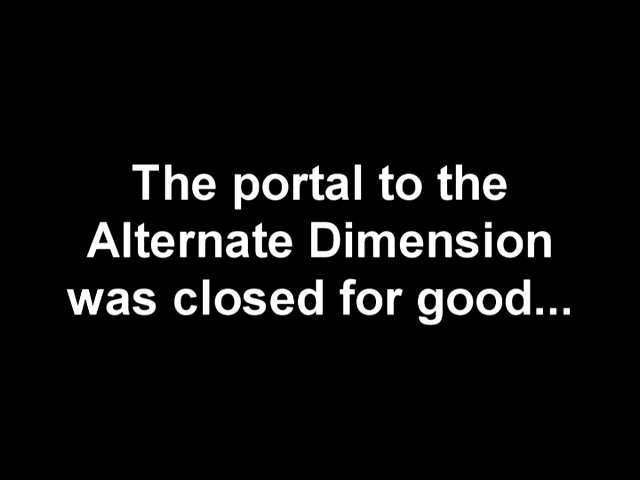 The portal to the
Alternate Dimension
was closed for good...